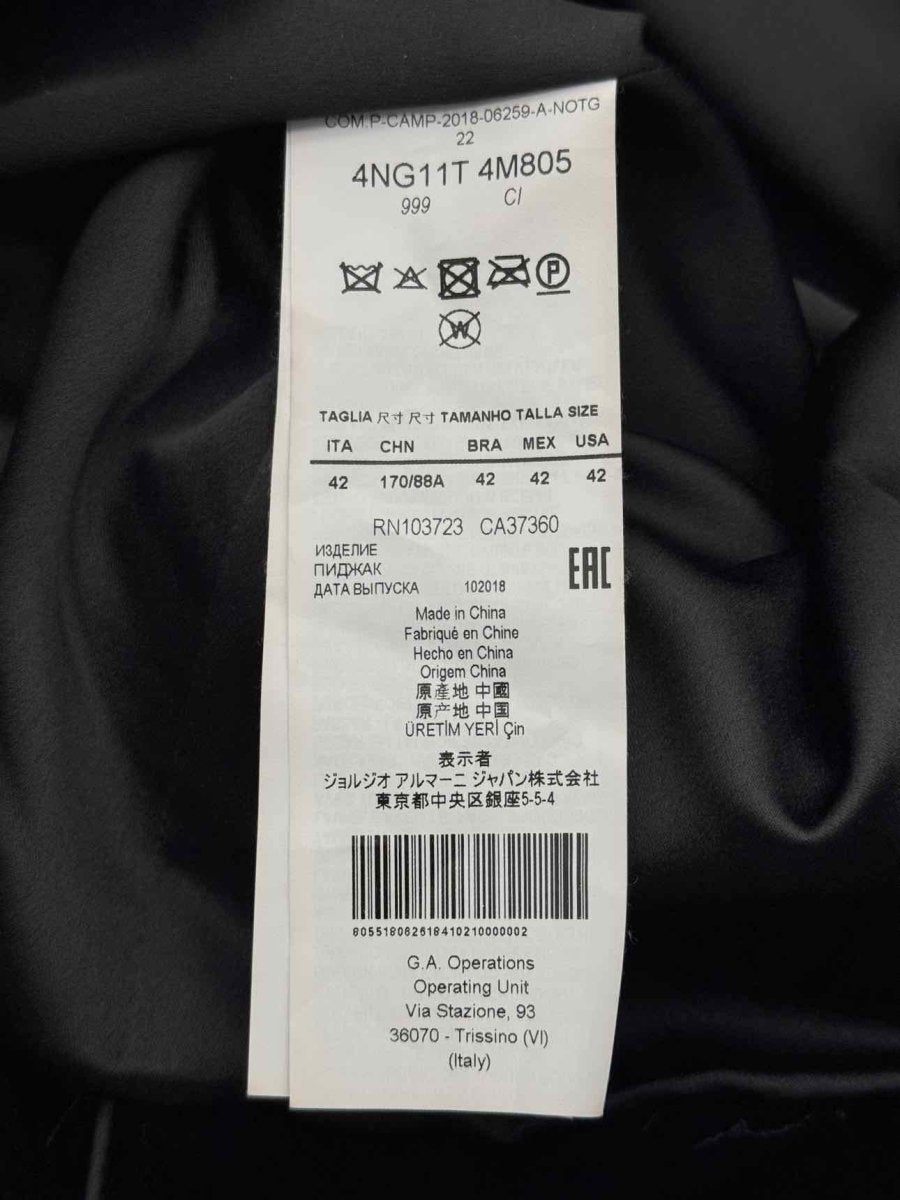 COM.P-CAMP-2018-06259-A-NOTG
22
4NG11T 4M805
999 CI
P
W
TAGLIA 尺寸 尺寸 TAMANHO TALLA SIZE
ITA CHN BRA MEX USA
42 170/88A 42 42 42
RN103723 CA37360
ИЗДЕЛИЕ
ПИДЖАК
ДАТА ВЫПУСКА 102018
EAC
Made in China
Fabriqué en Chine
Hecho en China
Origem China
原產地 中國
原产地 中国
ÜRETİM YERİ Çin
表示者
ジョルジオ アルマーニ ジャパン株式会社
東京都中央区銀座5-5-4
805518062618410210000002
G.A. Operations
Operating Unit
Via Stazione, 93
36070 - Trissino (VI)
(Italy)